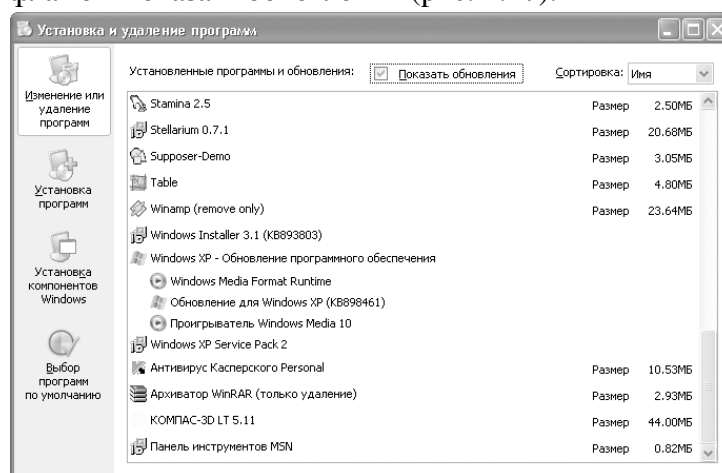 Установка и удаление программ
Изменение или
удаление
программ
Установка
программ
Установка
компонентов
Windows
Выбор
программ
по умолчанию
Установленные программы и обновления: Показать обновления Сортировка: Имя
Stamina 2.5 Размер 2.50МБ
Stellarium 0.7.1 Размер 20.68МБ
Supposer-Demo Размер 3.05МБ
Table Размер 4.80МБ
Winamp (remove only) Размер 23.64МБ
Windows Installer 3.1 (KB893803)
Windows XP - Обновление программного обеспечения
Windows Media Format Runtime
Обновление для Windows XP (KB898461)
Проигрыватель Windows Media 10
Windows XP Service Pack 2
Антивирус Касперского Personal Размер 10.53МБ
Архиватор WinRAR (только удаление) Размер 2.93МБ
КОМПАС-3D LT 5.11 Размер 44.00МБ
Панель инструментов MSN Размер 0.82МБ